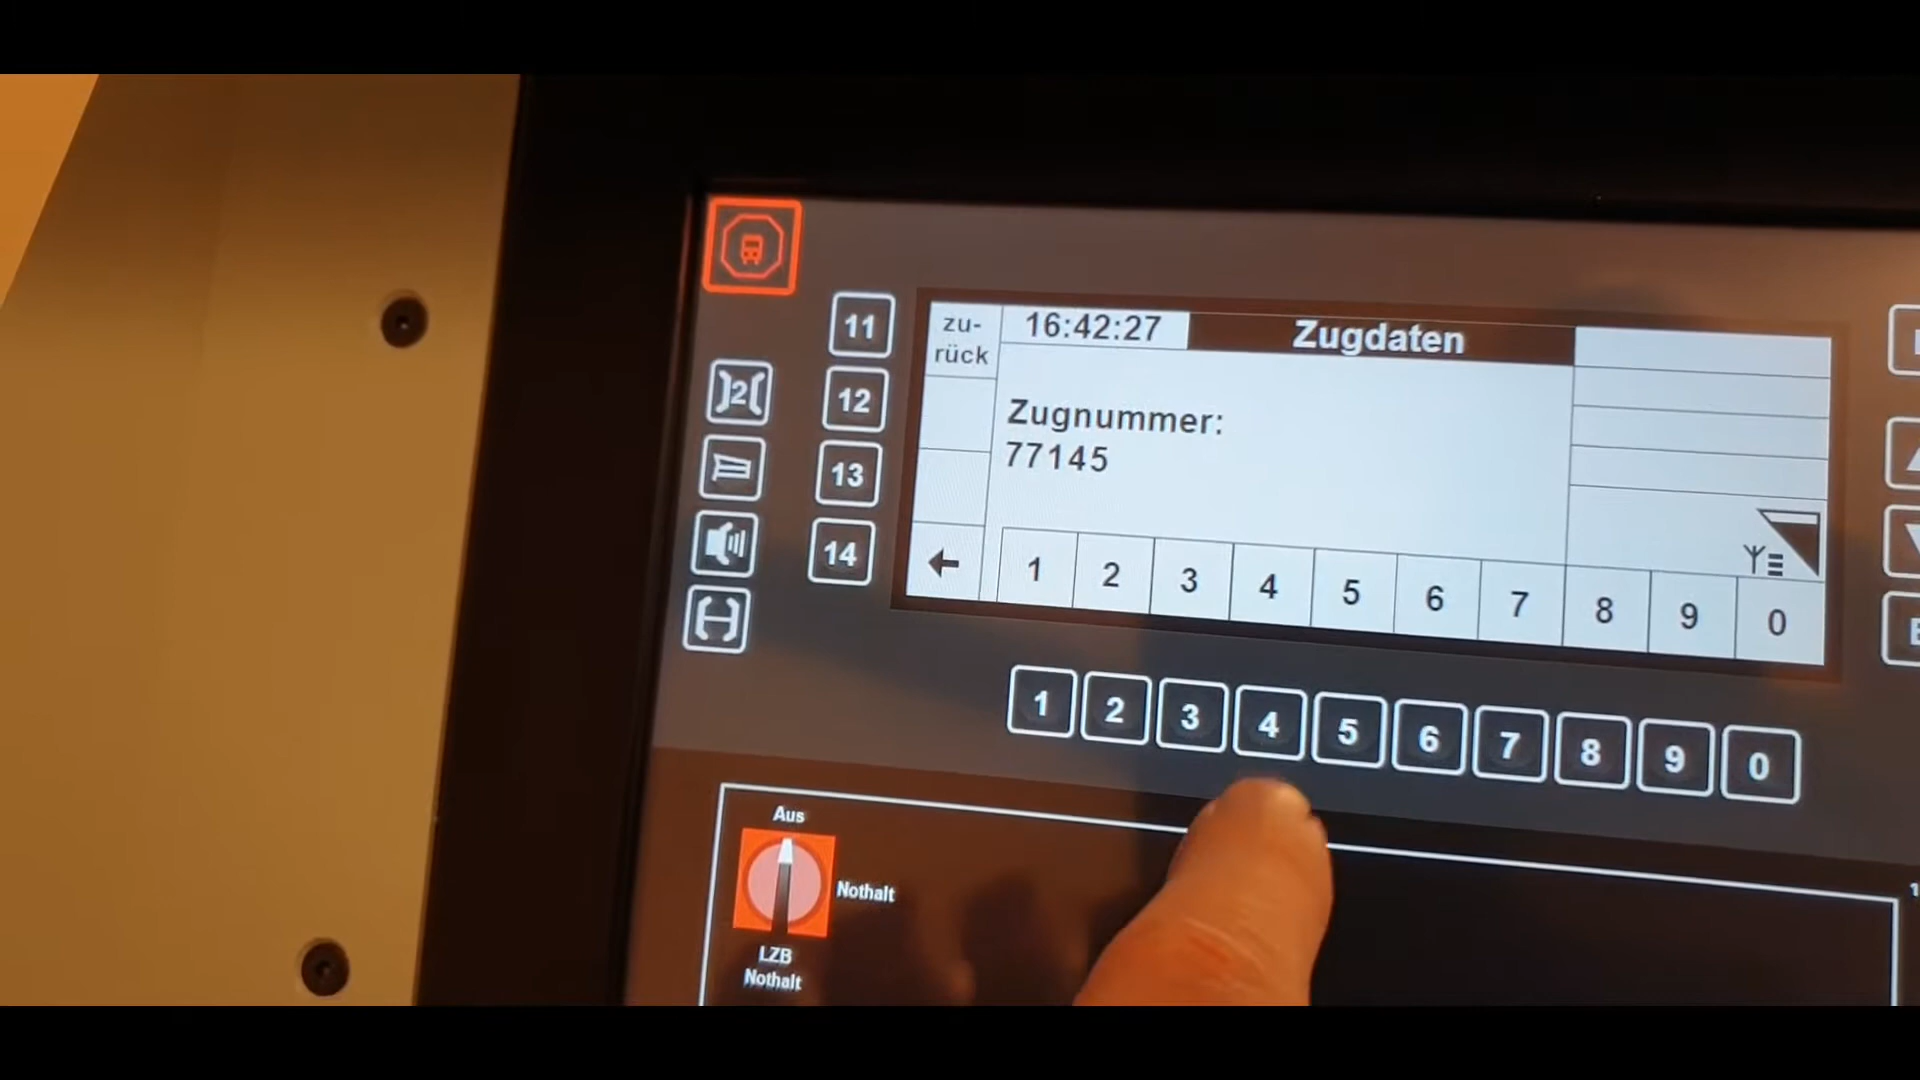 11
12
13
14
zu-
rück
16:42:27
Zugdaten
Zugnummer:
77145
1 2 3 4 5 6 7 8 9 0
2
1 2 3 4 5 6 7 8 9 0
Aus
Nothalt
LZB
Nothalt